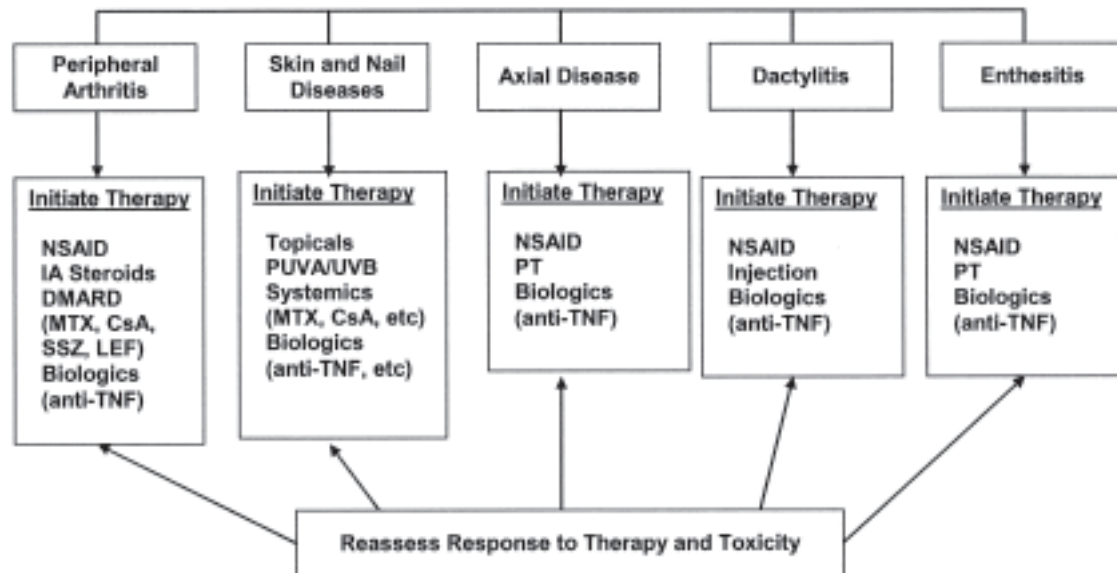 Peripheral
Arthritis
Skin and Nail
Diseases
Axial Disease
Dactylitis
Enthesitis
Initiate Therapy
NSAID
IA Steroids
DMARD
(MTX, CsA,
SSZ, LEF)
Biologics
(anti-TNF)
Initiate Therapy
Topicals
PUVA/UVB
Systemics
(MTX, CsA, etc)
Biologics
(anti-TNF, etc)
Initiate Therapy
NSAID
PT
Biologics
(anti-TNF)
Initiate Therapy
NSAID
Injection
Biologics
(anti-TNF)
Initiate Therapy
NSAID
PT
Biologics
(anti-TNF)
Reassess Response to Therapy and Toxicity